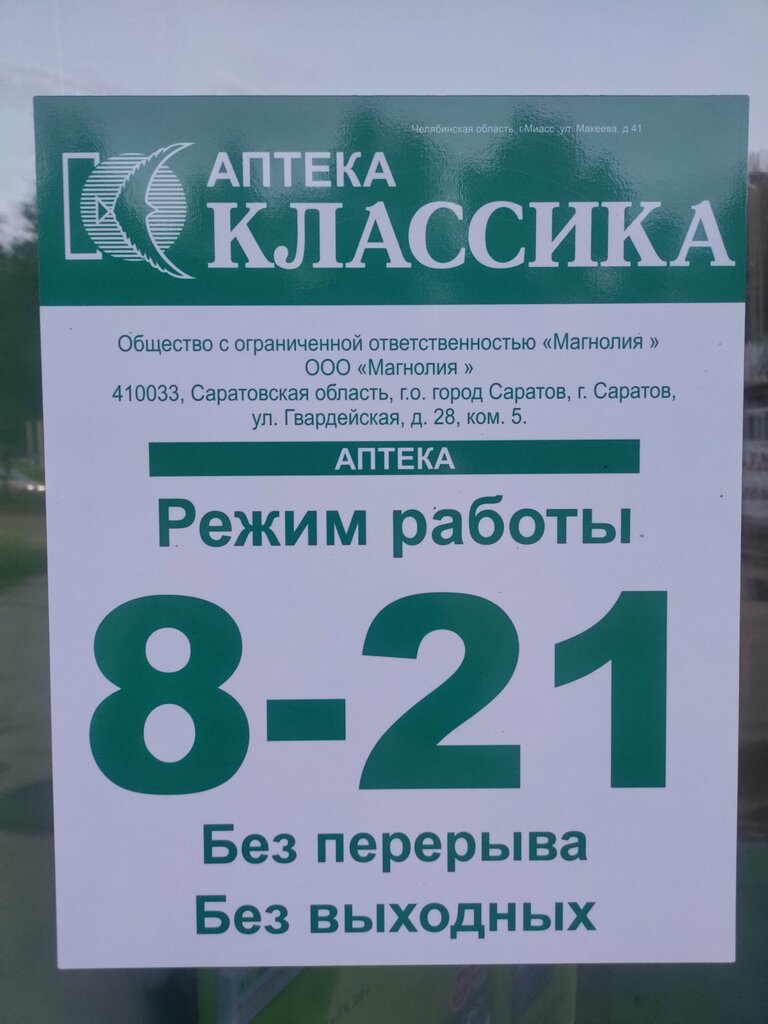 Челябинская область, г.Миасс ,ул. Макеева, д 41
АПТЕКА
КЛАССИКА
Общество с ограниченной ответственностью «Магнолия »
ООО «Магнолия »
410033, Саратовская область, г.о. город Саратов, г. Саратов,
ул. Гвардейская, д. 28, ком. 5.
АПТЕКА
Режим работы
8-21
Без перерыва
Без выходных